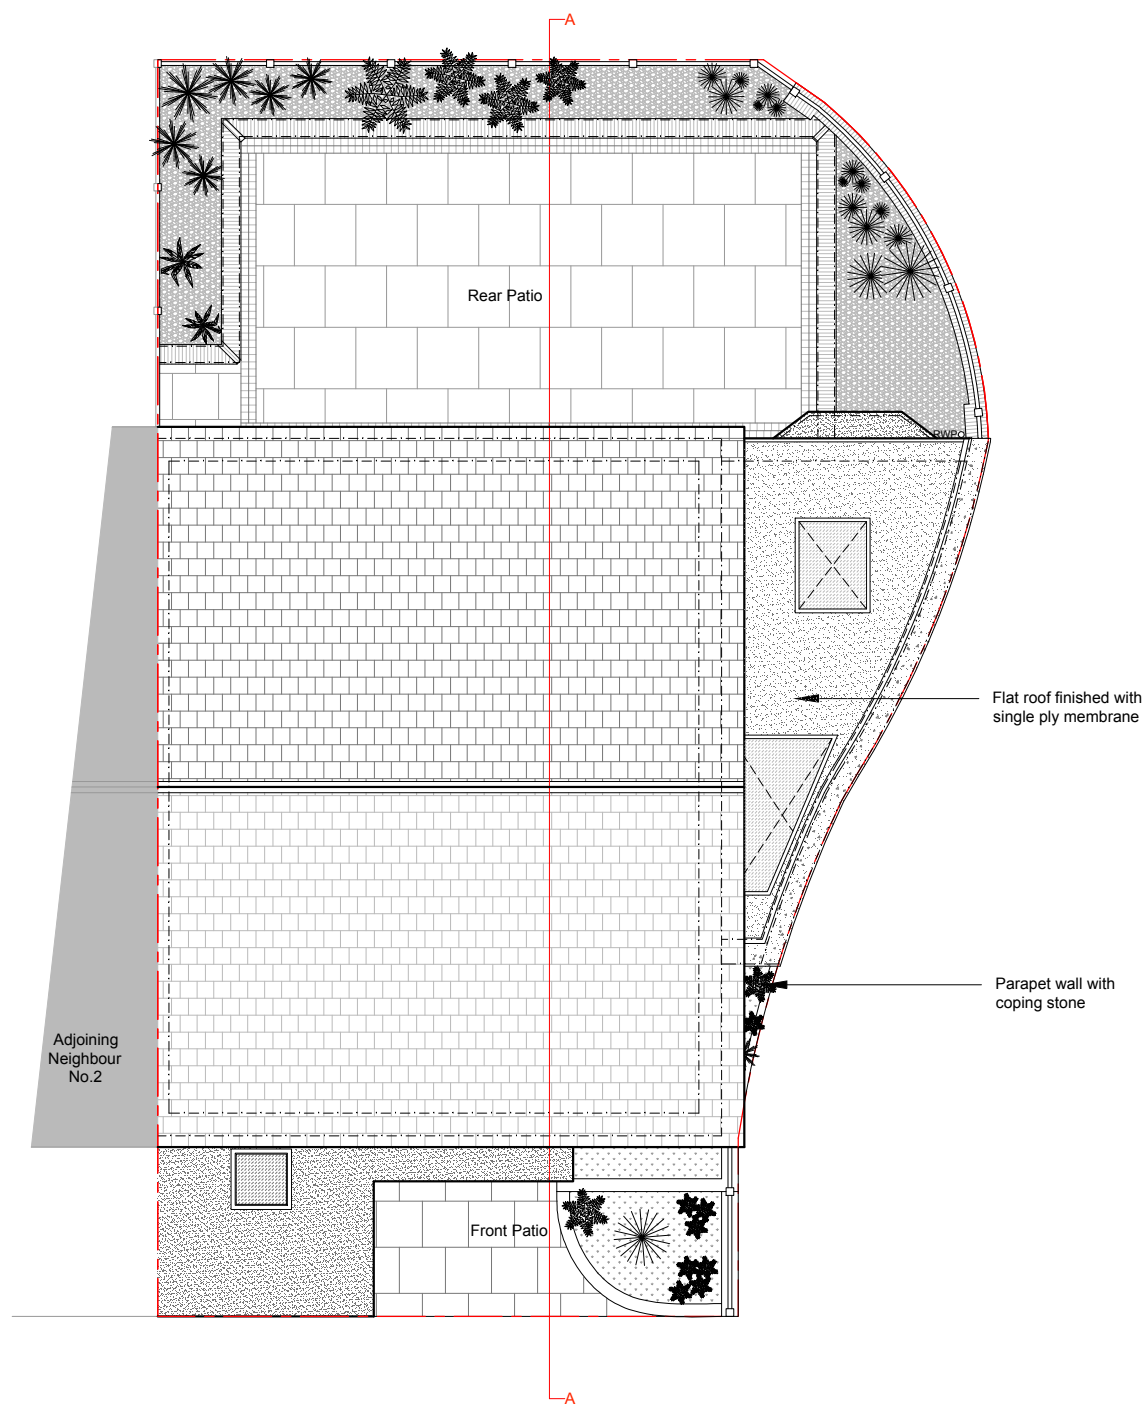 A
Rear Patio
RWPO
Flat roof finished with
single ply membrane
Parapet wall with
coping stone
Adjoining
Neighbour
No.2
Front Patio
A